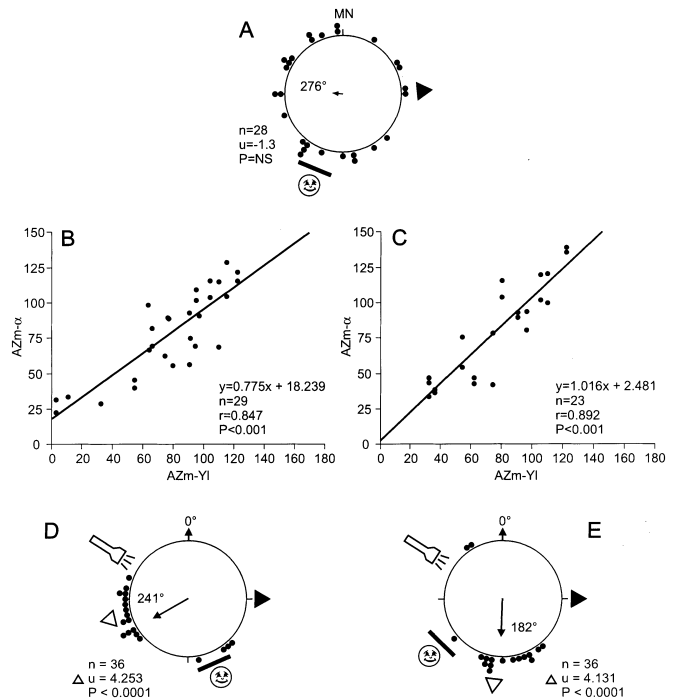 A
MN
276°
n=28
u=-1.3
P=NS
B
150
125
100
75
50
25
0
AZm-α
0 20 40 60 80 100 120 140 160 180
AZm-YI
y=0.775x + 18.239
n=29
r=0.847
P<0.001
C
150
125
100
75
50
25
0
AZm-α
0 20 40 60 80 100 120 140 160 180
AZm-YI
y=1.016x + 2.481
n=23
r=0.892
P<0.001
D
0°
241°
n = 36
u = 4.253
P < 0.0001
E
0°
182°
n = 36
u = 4.131
P < 0.0001